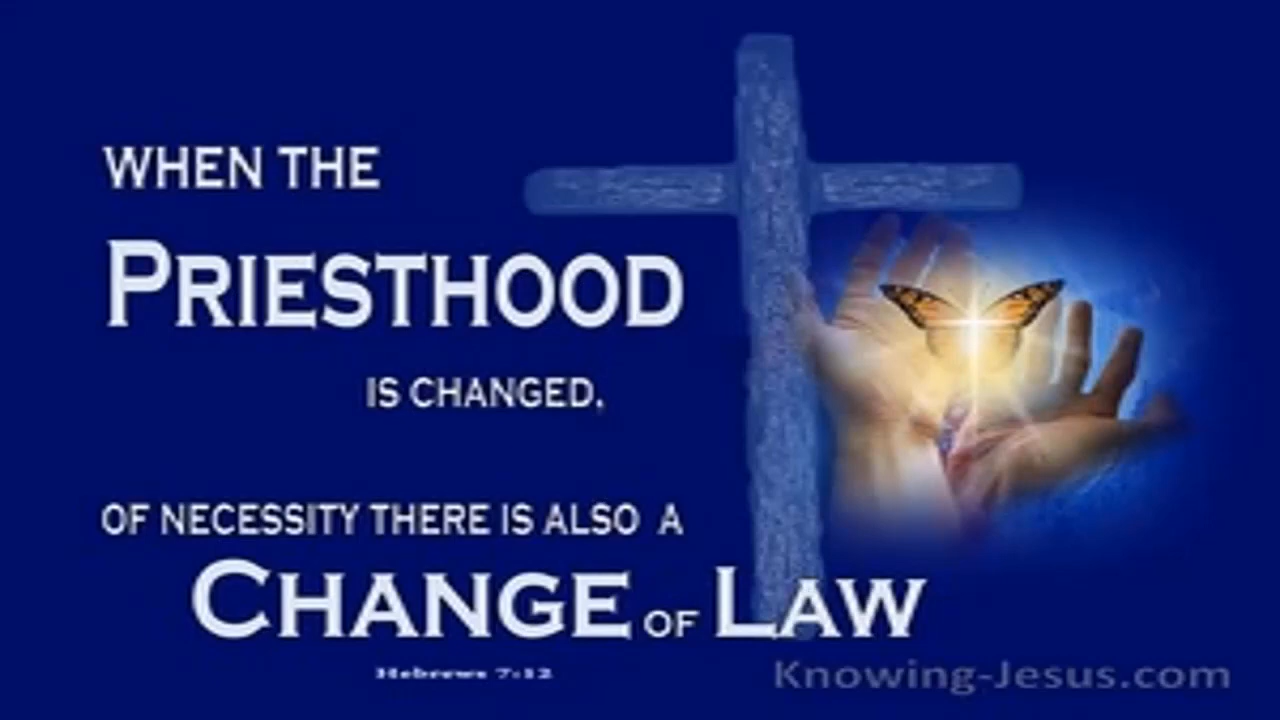 WHEN THE
PRIESTHOOD
IS CHANGED,
OF NECESSITY THERE IS ALSO A
CHANGE OF LAW
Hebrews 7:12
Knowing-Jesus.com